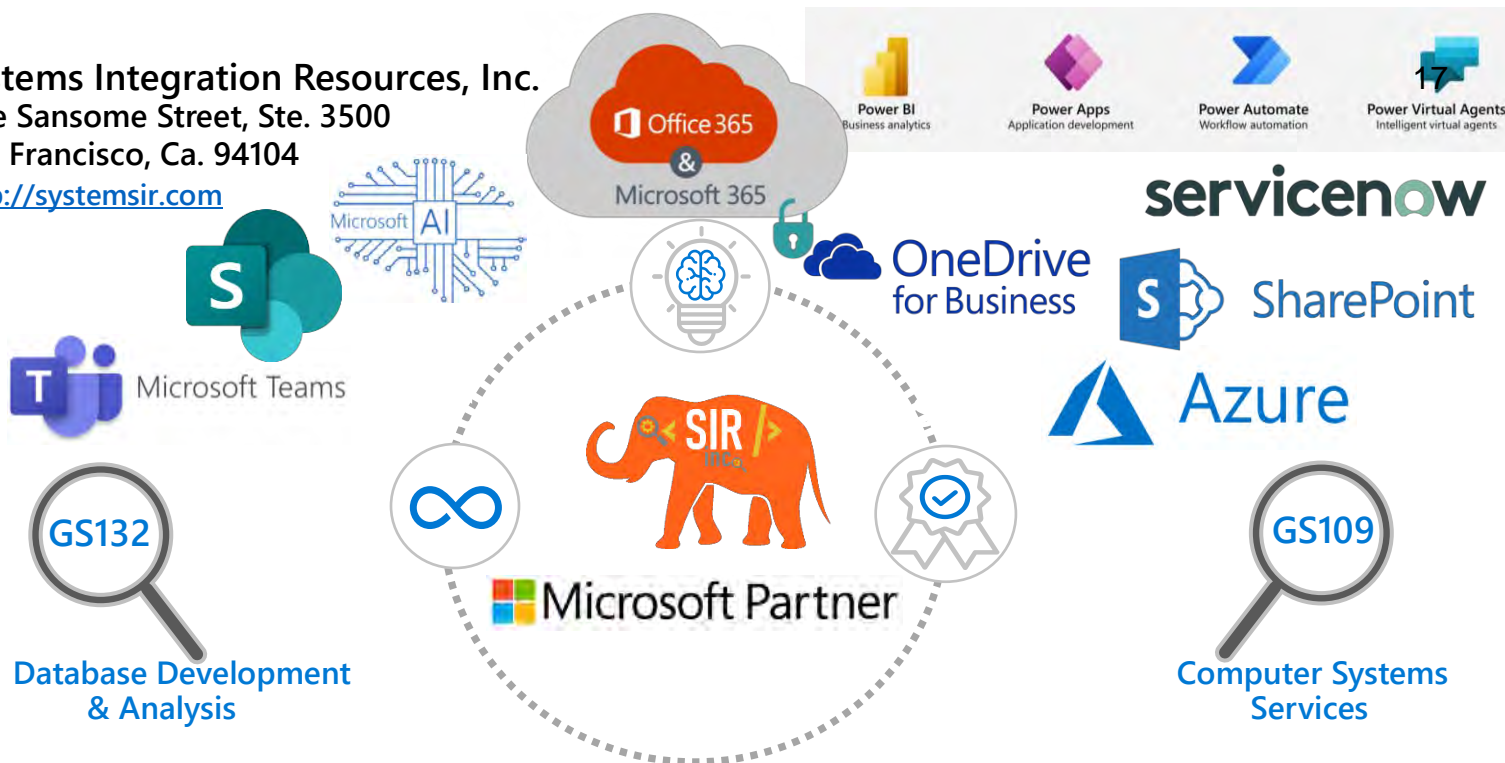 stems Integration Resources, Inc.
e Sansome Street, Ste. 3500
Francisco, Ca. 94104
p://systemsir.com
Office 365
&
Microsoft 365
Power BI
Business analytics
Power Apps
Application development
Power Automate
Workflow automation
17
Power Virtual Agents
Intelligent virtual agents
servicenow
Microsoft AI
S
OneDrive
for Business
S SharePoint
T Microsoft Teams
Azure
<SIR/>
inc.
Microsoft Partner
GS132
Database Development
& Analysis
GS109
Computer Systems
Services